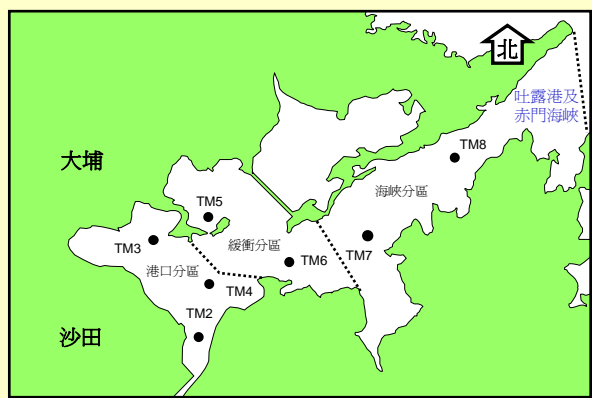 北
吐露港及
赤門海峽
大埔
TM8
海峽分區
TM5
緩衝分區
TM3
TM6
TM7
港口分區
TM4
TM2
沙田